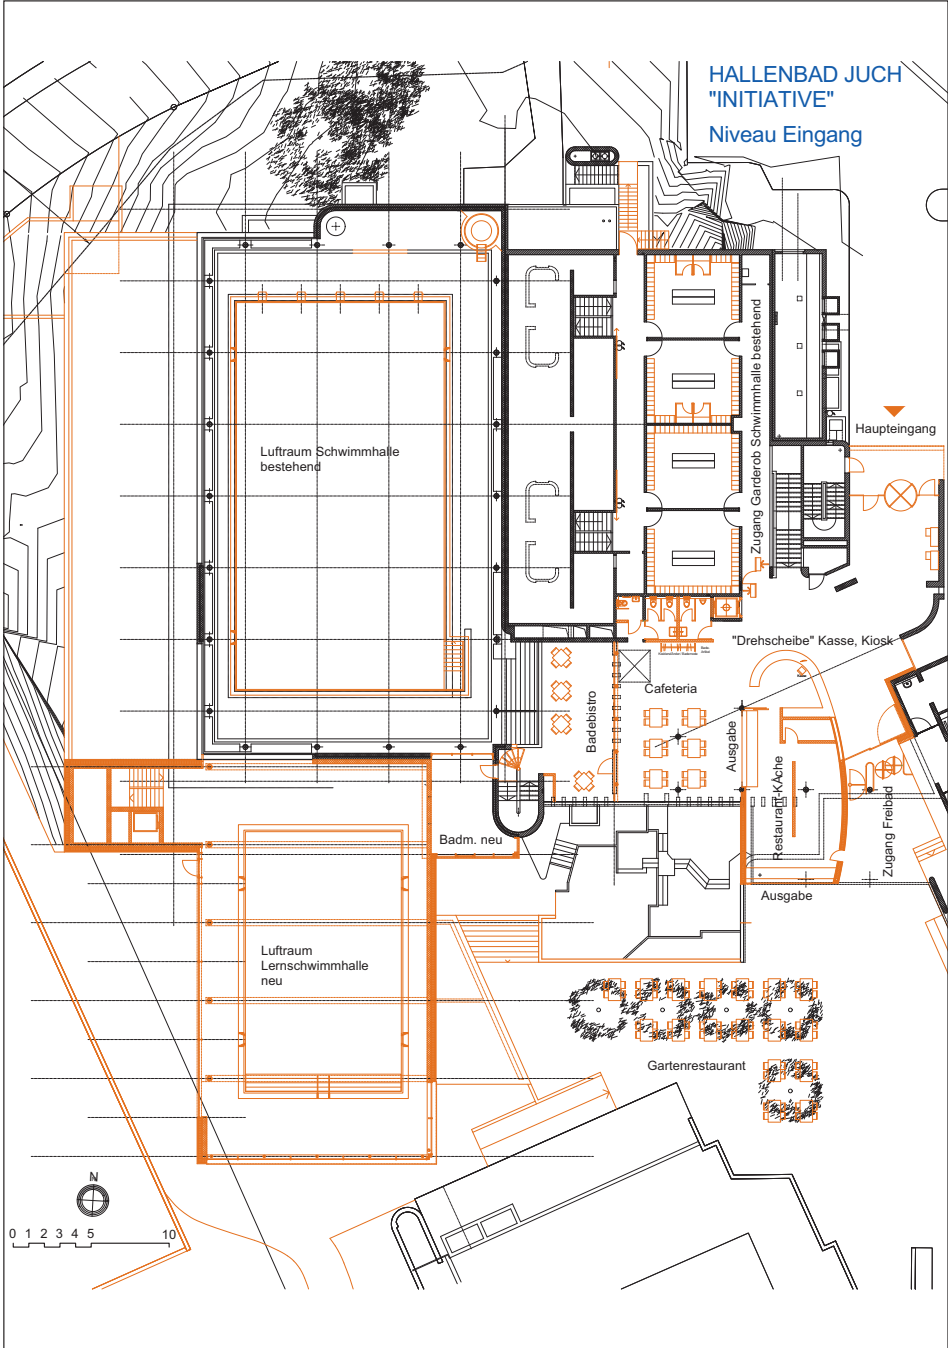 HALLENBAD JUCH
"INITIATIVE"
Niveau Eingang
Haupteingang
Zugang Garderob Schwimmhalle bestehend
Luftraum Schwimmhalle
bestehend
"Drehscheibe" Kasse, Kiosk
Cafeteria
Badebistro
Ausgabe
Restaurant-KÀche
Zugang Freibad
Badm. neu
Ausgabe
Luftraum
Lernschwimmhalle
neu
Gartenrestaurant
N
0 1 2 3 4 5 10